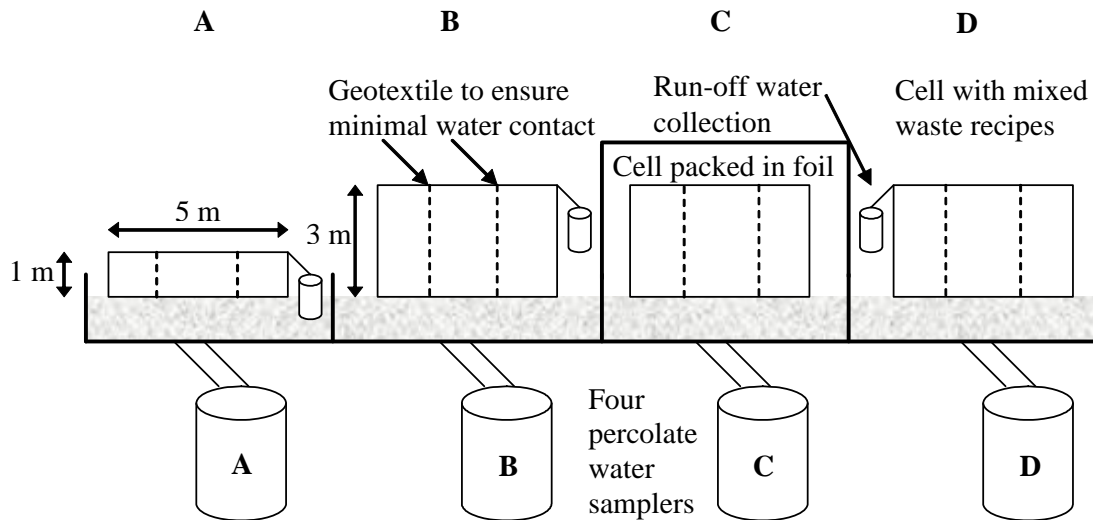 A
B
C
D
Geotextile to ensure
minimal water contact
Run-off water
collection
Cell with mixed
waste recipes
Cell packed in foil
5 m
3 m
1 m
Four
percolate
water
samplers
A
B
C
D